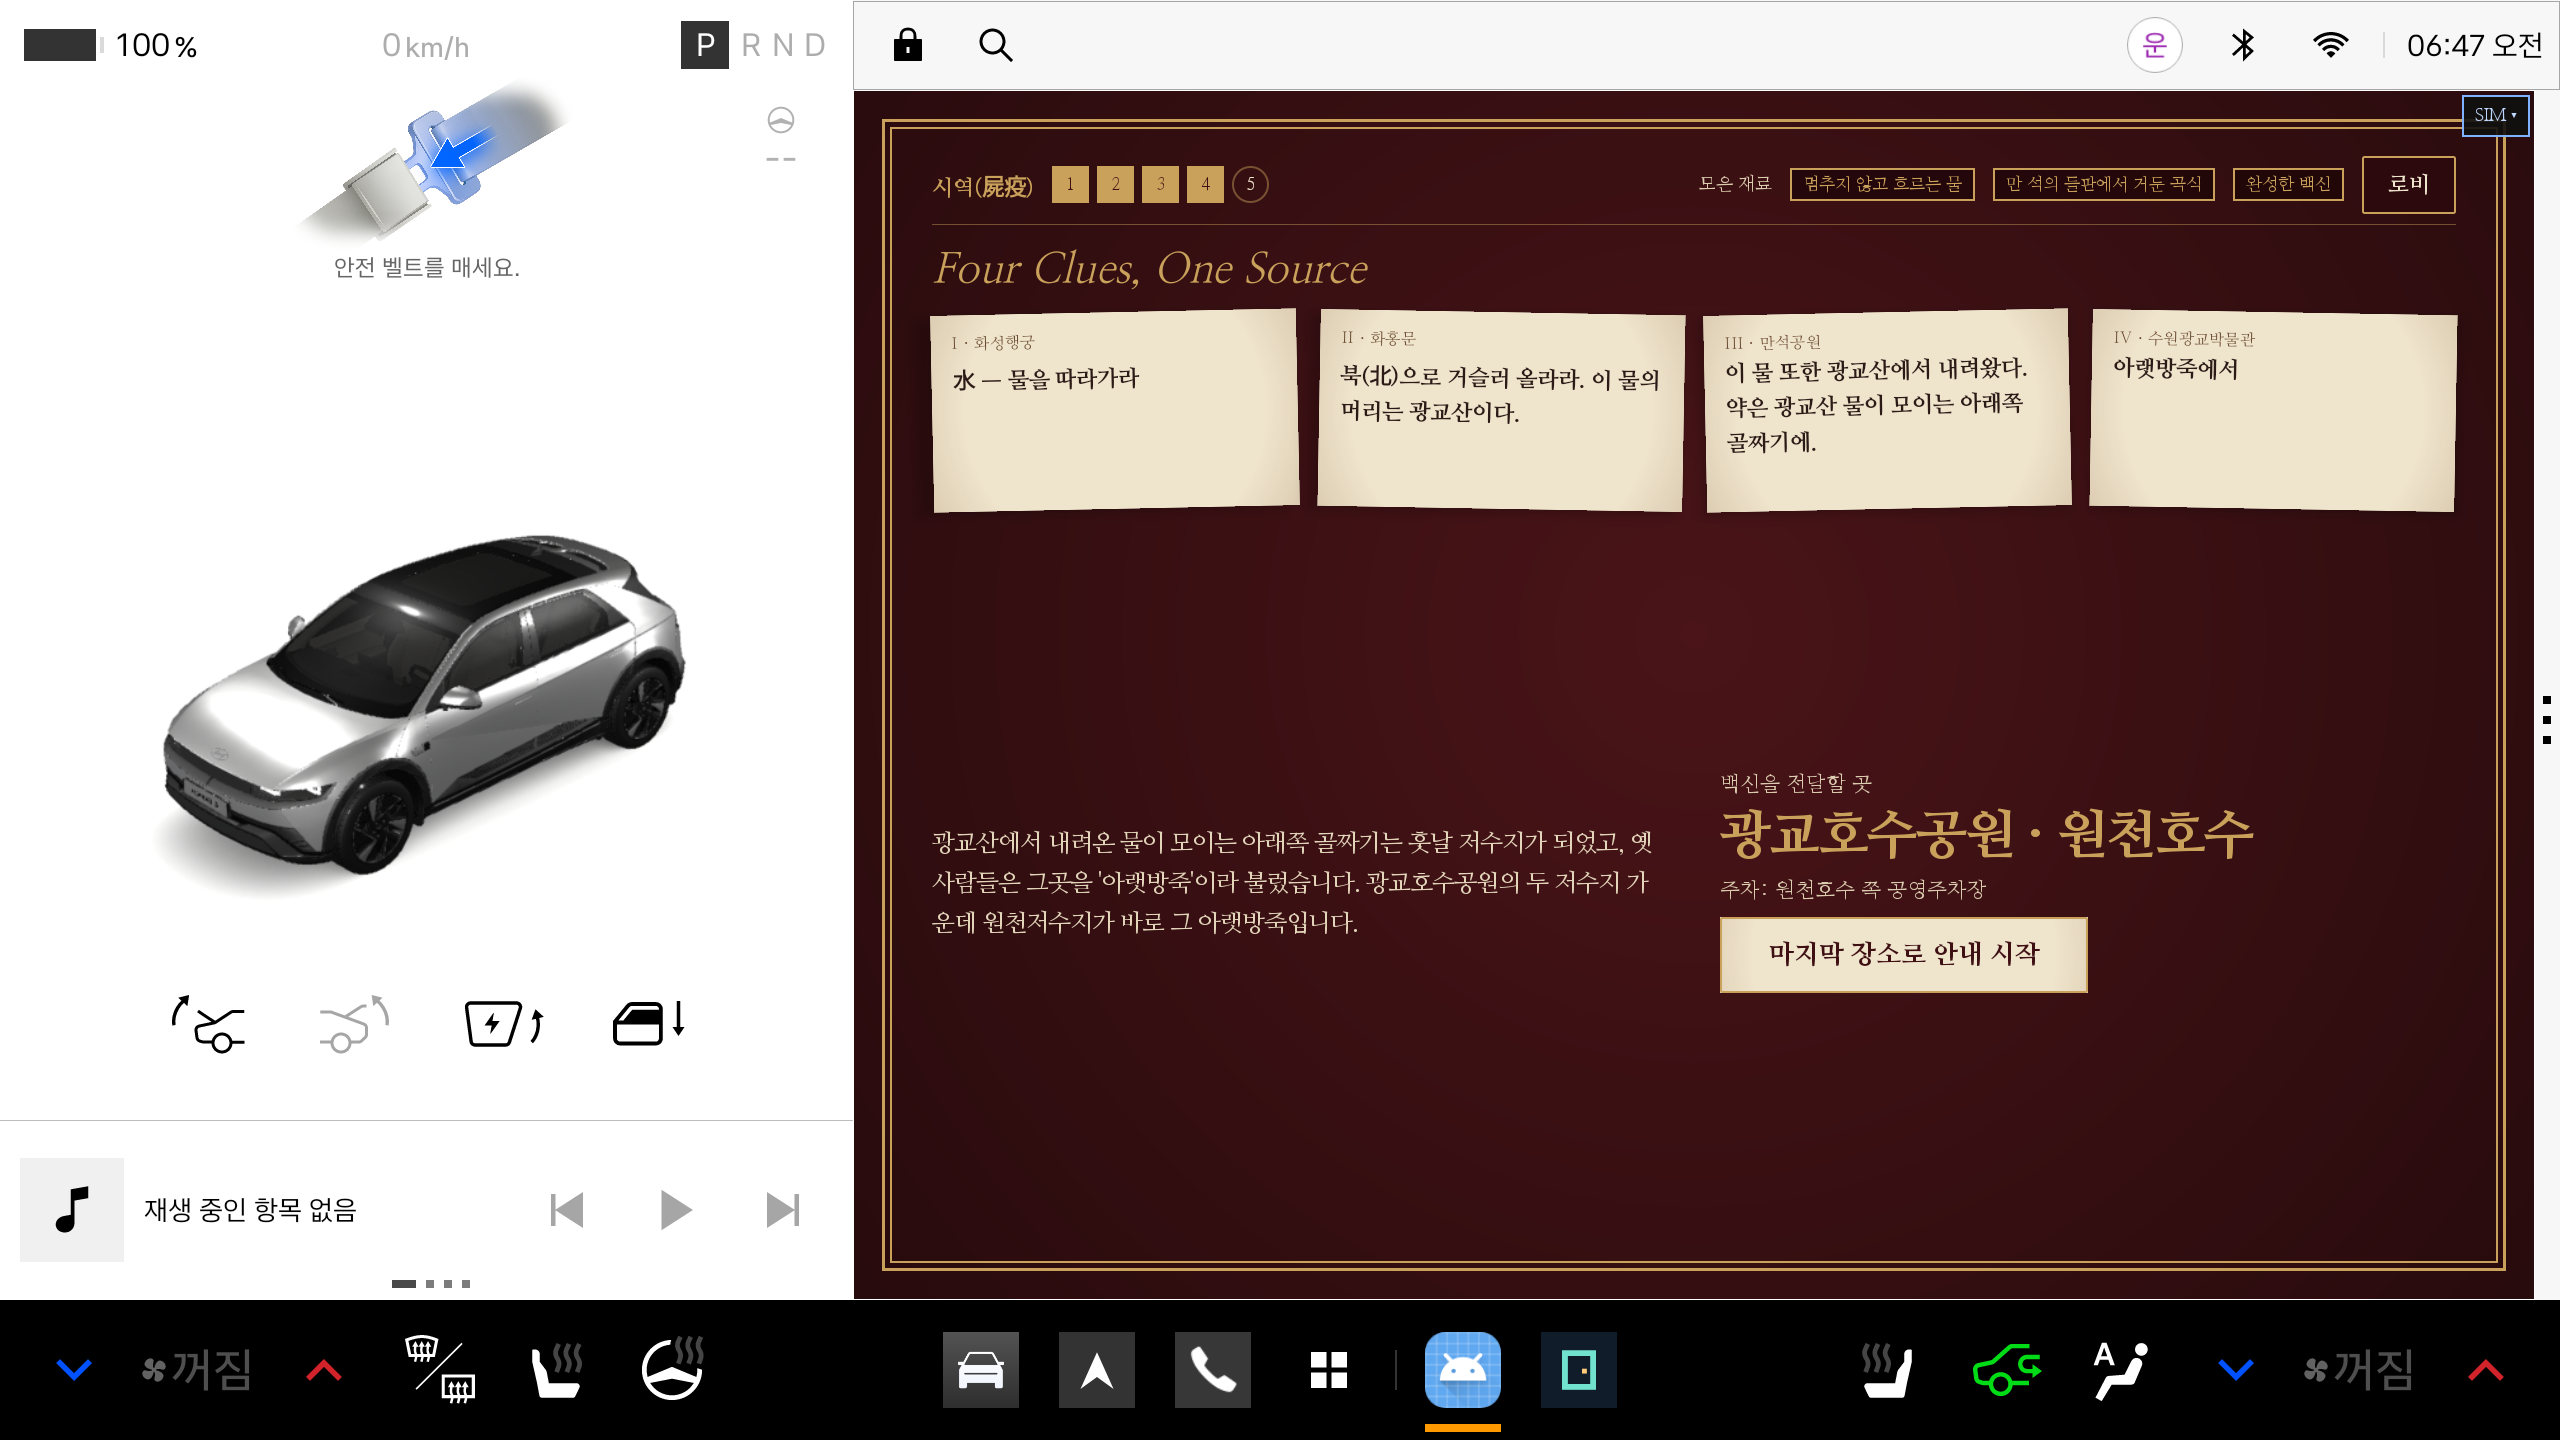 100 %
0 km/h
P R N D
안전 벨트를 매세요.
재생 중인 항목 없음
운
06:47 오전
SIM
시역(屍疫) 1 2 3 4 5
모은 재료 멈추지 않고 흐르는 물 만 석의 들판에서 거둔 곡식 완성한 백신 로비
Four Clues, One Source
I · 화성행궁
水 — 물을 따라가라
II · 화홍문
북(北)으로 거슬러 올라라. 이 물의
머리는 광교산이다.
III · 만석공원
이 물 또한 광교산에서 내려왔다.
약은 광교산 물이 모이는 아래쪽
골짜기에.
IV · 수원광교박물관
아랫방죽에서
광교산에서 내려온 물이 모이는 아래쪽 골짜기는 훗날 저수지가 되었고, 옛
사람들은 그곳을 '아랫방죽'이라 불렀습니다. 광교호수공원의 두 저수지 가
운데 원천저수지가 바로 그 아랫방죽입니다.
백신을 전달할 곳
광교호수공원 · 원천호수
주차: 원천호수 쪽 공영주차장
마지막 장소로 안내 시작
꺼짐
A
꺼짐